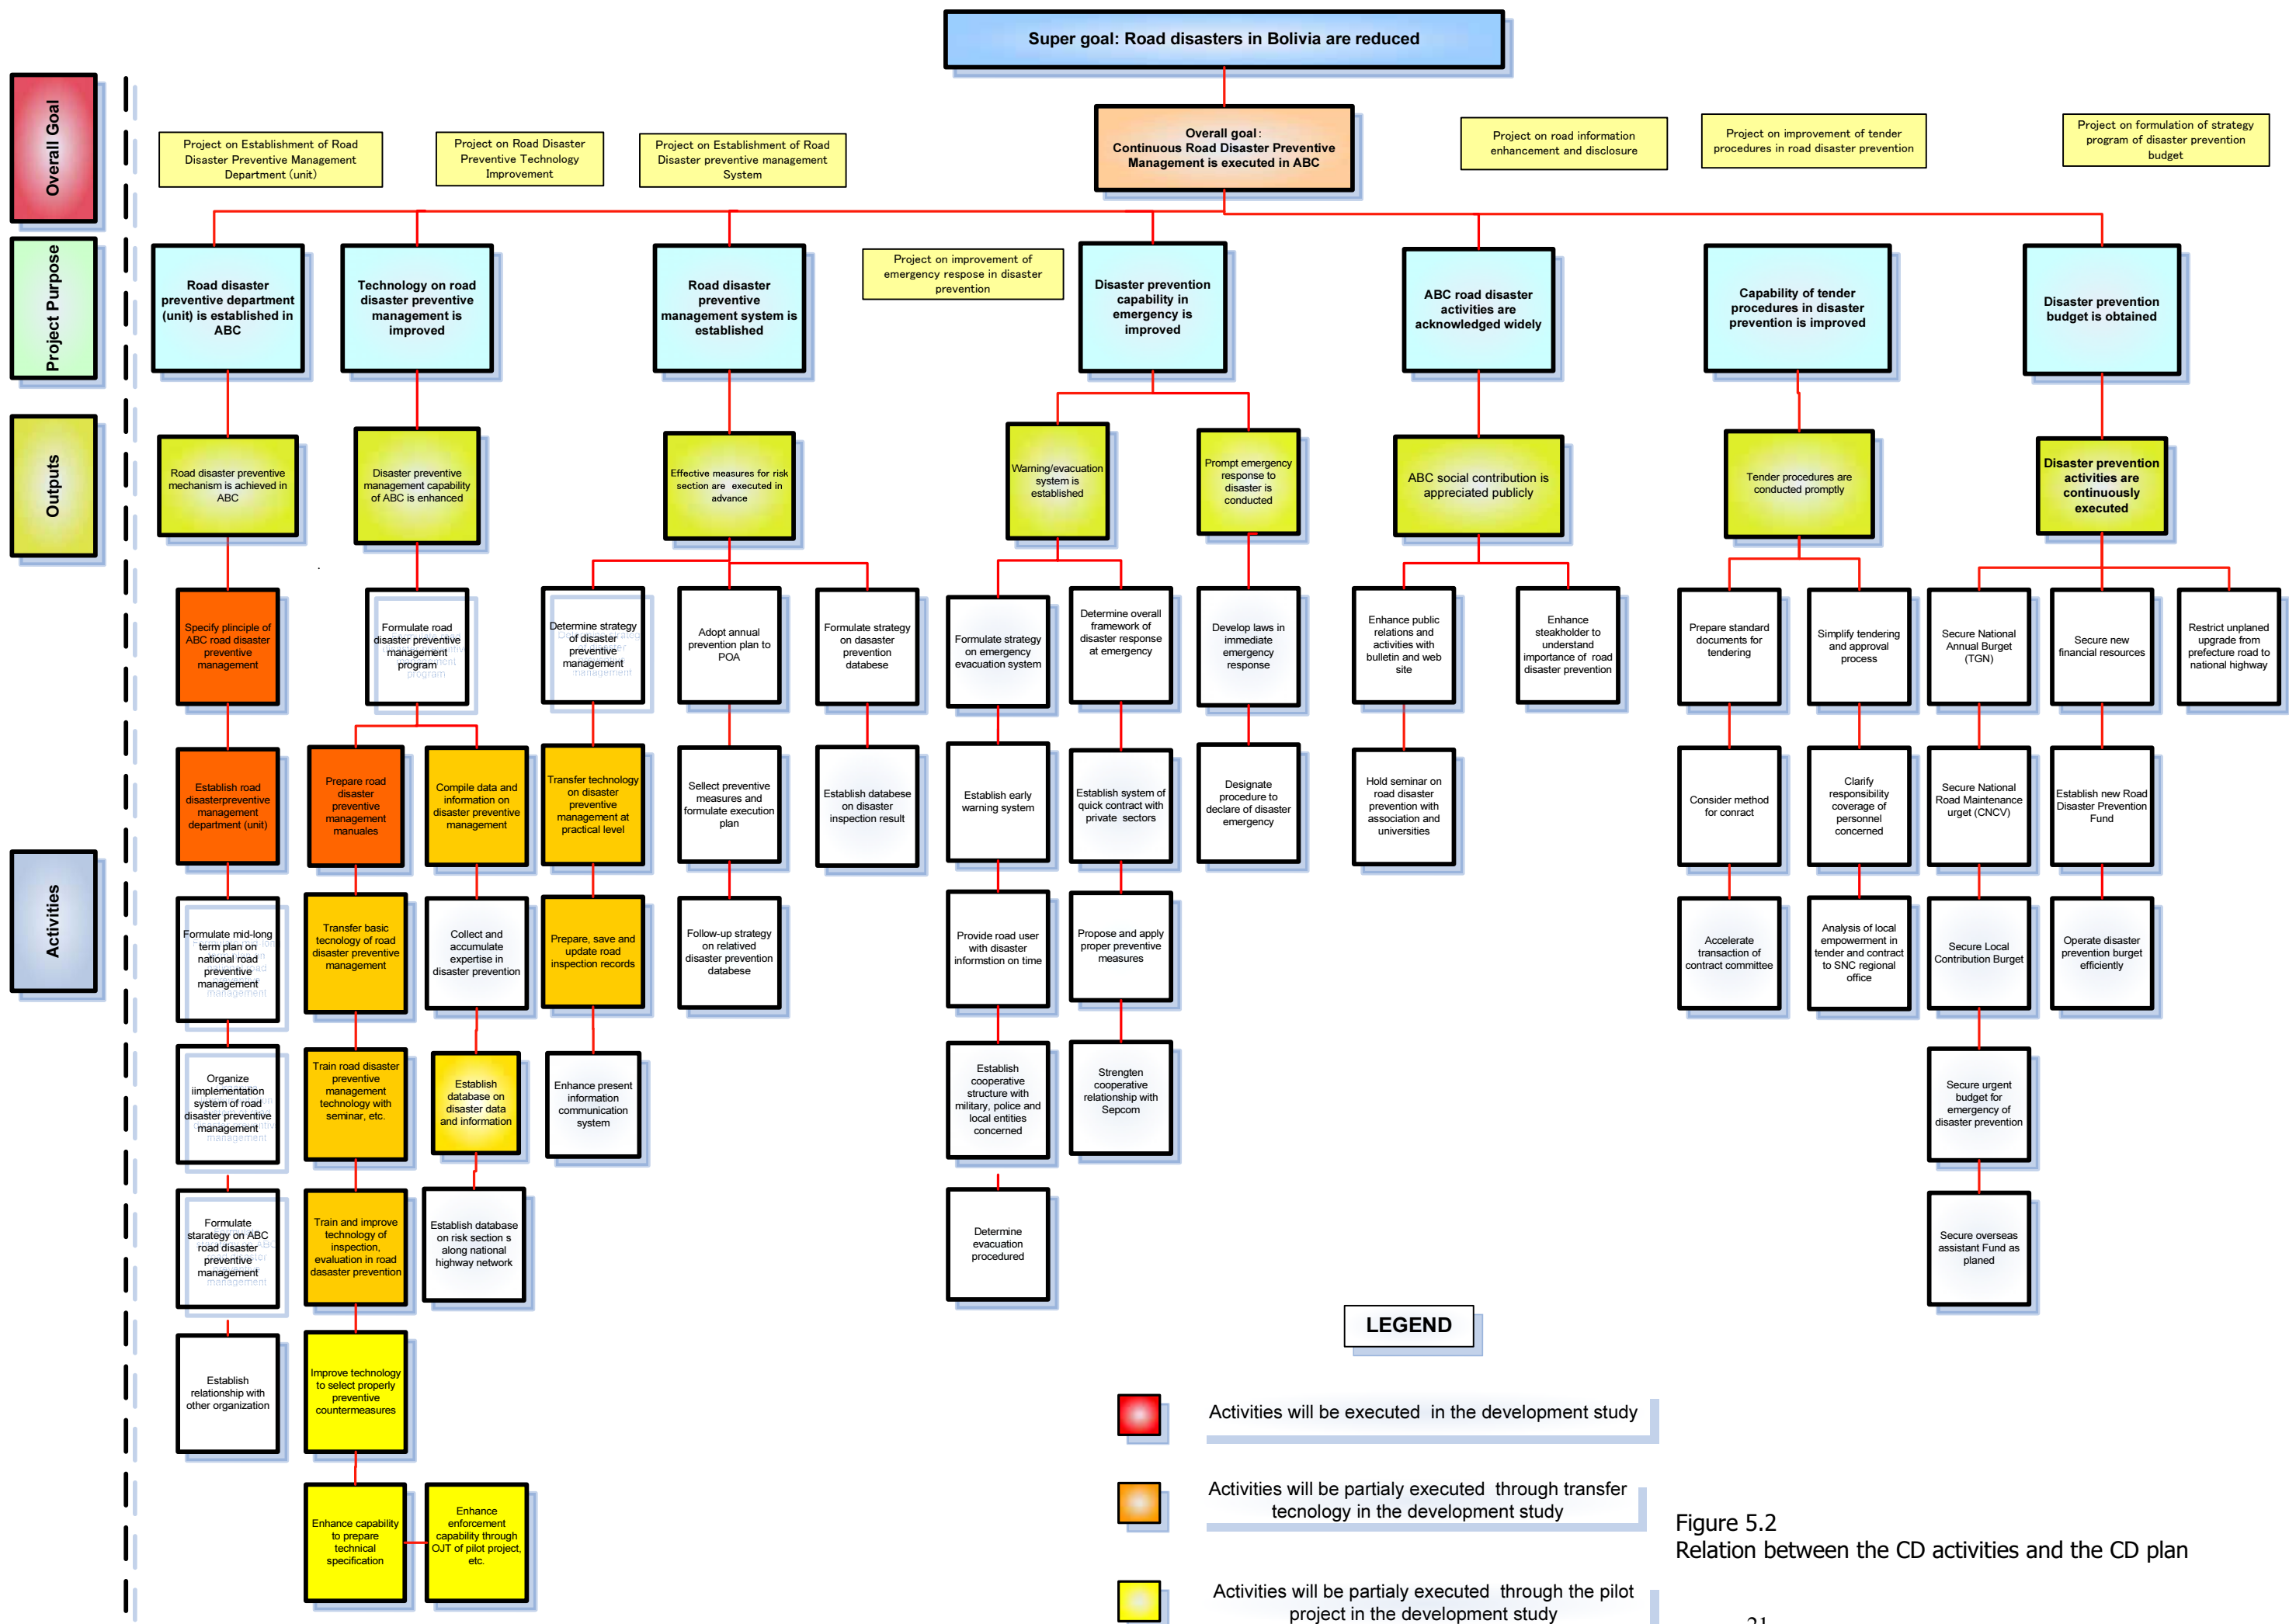 Super goal: Road disasters in Bolivia are reduced
Overall Goal
Overall goal:
Continuous Road Disaster Preventive
Management is executed in ABC
Project on Establishment of Road
Disaster Preventive Management
Department (unit)
Project on Road Disaster
Preventive Technology
Improvement
Project on Establishment of Road
Disaster preventive management
System
Project on road information
enhancement and disclosure
Project on improvement of tender
procedures in road disaster prevention
Project on formulation of strategy
program of disaster prevention
budget
Project Purpose
Road disaster
preventive department
(unit) is established in
ABC
Technology on road
disaster preventive
management is
improved
Road disaster
preventive
management system is
established
Project on improvement of
emergency respose in disaster
prevention
Disaster prevention
capability in
emergency is
improved
ABC road disaster
activities are
acknowledged widely
Capability of tender
procedures in disaster
prevention is improved
Disaster prevention
budget is obtained
Outputs
Road disaster preventive
mechanism is achieved in
ABC
Disaster preventive
management capability
of ABC is enhanced
Effective measures for risk
section are executed in
advance
Warning/evacuation
system is
established
Prompt emergency
response to
disaster is
conducted
ABC social contribution is
appreciated publicly
Tender procedures are
conducted promptly
Disaster prevention
activities are
continuously
executed
Activities
Specify plinciple of
ABC road disaster
preventive
management
Formulate road
disaster preventive
management
program
Determine strategy
of disaster
preventive
management
Adopt annual
prevention plan to
POA
Formulate strategy
on dasaster
prevention
databese
Formulate strategy
on emergency
evacuation system
Determine overall
framework of
disaster response
at emergency
Develop laws in
immediate
emergency
response
Enhance public
relations and
activities with
bulletin and web
site
Enhance
steakholder to
understand
importance of road
disaster prevention
Prepare standard
documents for
tendering
Simplify tendering
and approval
process
Secure National
Annual Burget
(TGN)
Secure new
financial resources
Restrict unplaned
upgrade from
prefecture road to
national highway
Establish road
disasterpreventive
management
department (unit)
Prepare road
disaster
preventive
management
manuales
Compile data and
information on
disaster preventive
management
Transfer technology
on disaster
preventive
management at
practical level
Sellect preventive
measures and
formulate execution
plan
Establish databese
on disaster
inspection result
Establish early
warning system
Establish system of
quick contract with
private sectors
Designate
procedure to
declare of disaster
emergency
Hold seminar on
road disaster
prevention with
association and
universities
Consider method
for conract
Clarify
responsibility
coverage of
personnel
concerned
Secure National
Road Maintenance
urget (CNCV)
Establish new Road
Disaster Prevention
Fund
Formulate mid-long
term plan on
national road
preventive
management
Transfer basic
tecnology of road
disaster preventive
management
Collect and
accumulate
expertise in
disaster prevention
Prepare, save and
update road
inspection records
Follow-up strategy
on relatived
disaster prevention
databese
Provide road user
with disaster
informstion on time
Propose and apply
proper preventive
measures
Accelerate
transaction of
contract committee
Analysis of local
empowerment in
tender and contract
to SNC regional
office
Secure Local
Contribution Burget
Operate disaster
prevention burget
efficiently
Organize
iimplementation
system of road
disaster preventive
management
Train road disaster
preventive
management
technology with
seminar, etc.
Establish
database on
disaster data
and information
Enhance present
information
communication
system
Establish
cooperative
structure with
military, police and
local entities
concerned
Strengten
cooperative
relationship with
Sepcom
Secure urgent
budget for
emergency of
disaster prevention
Formulate
starategy on ABC
road disaster
preventive
management
Train and improve
technology of
inspection,
evaluation in road
dasaster prevention
Establish database
on risk section s
along national
highway network
Determine
evacuation
procedured
Secure overseas
assistant Fund as
planed
Establish
relationship with
other organization
Improve technology
to select properly
preventive
countermeasures
Enhance capability
to prepare
technical
specification
Enhance
enforcement
capability through
OJT of pilot project,
etc.
LEGEND
Activities will be executed in the development study
Activities will be partialy executed through transfer
tecnology in the development study
Activities will be partialy executed through the pilot
project in the development study
Figure 5.2
Relation between the CD activities and the CD plan
21